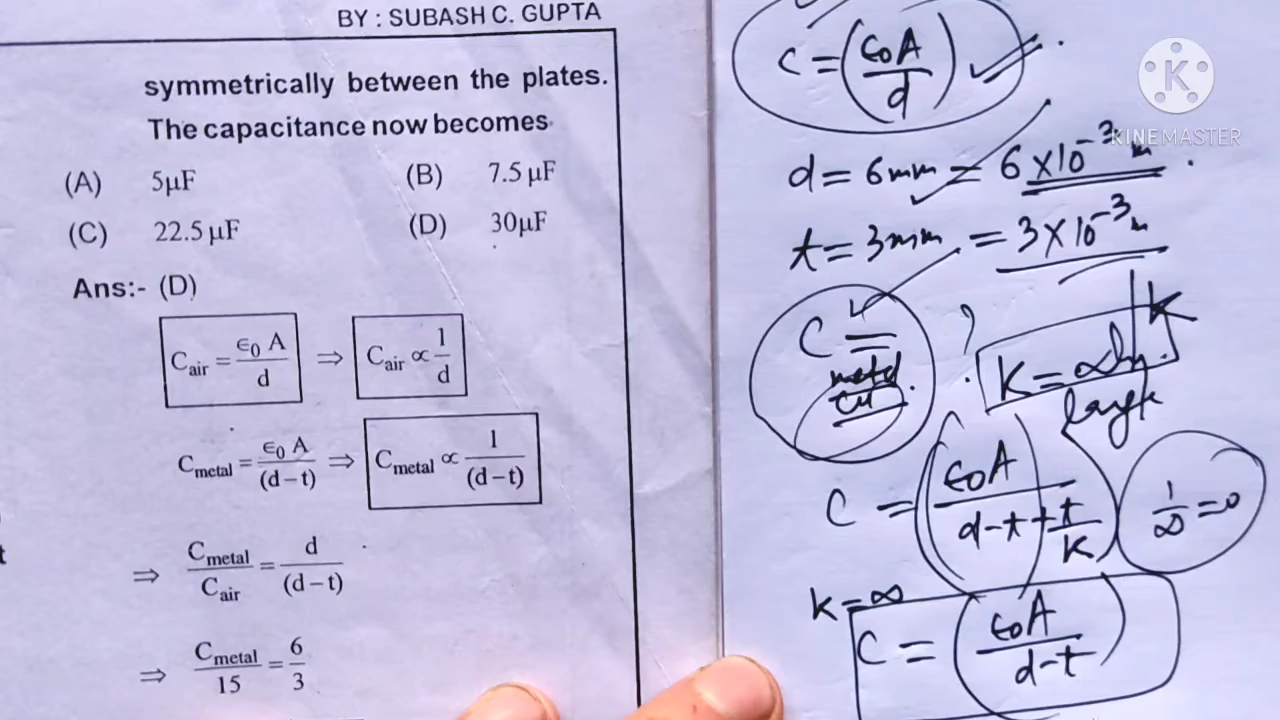 BY : SUBASH C. GUPTA
symmetrically between the plates.
The capacitance now becomes
(A) 5µF (B) 7.5 µF
(C) 22.5 µF (D) 30µF
Ans:- (D)
C_air = ϵ₀ A / d ⇒ C_air ∝ 1 / d
C_metal = ϵ₀ A / (d − t) ⇒ C_metal ∝ 1 / (d − t)
⇒ C_metal / C_air = d / (d − t)
⇒ C_metal / 15 = 6 / 3
t
C = (ϵ₀A / d)
d = 6mm = 6 × 10⁻³ m
t = 3mm = 3 × 10⁻³ m
C = ?
metal
K
K = ∞
large
C = (ϵ₀A / d − t + t / K)
1 / ∞ = 0
k = ∞
C = (ϵ₀A / d − t)
K
KINEMASTER